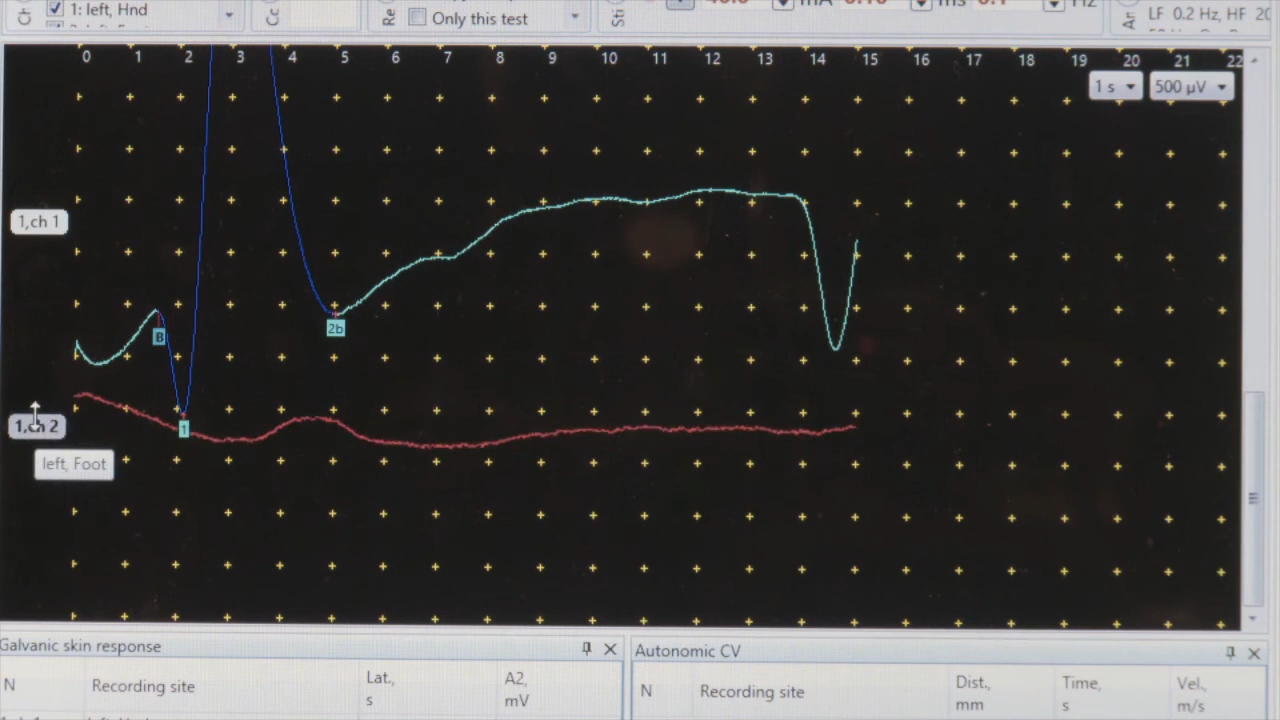 1: left, Hnd
Only this test
mA
ms
Hz
LF 0.2 Hz, HF
0 1 2 3 4 5 6 7 8 9 10 11 12 13 14 15 16 17 18 19 20 21 22
1 s 500 µV
1,ch 1
B
2b
1
1,ch 2
left, Foot
Galvanic skin response
N Recording site Lat., s A2, mV
Autonomic CV
N Recording site Dist., mm Time, s Vel., m/s